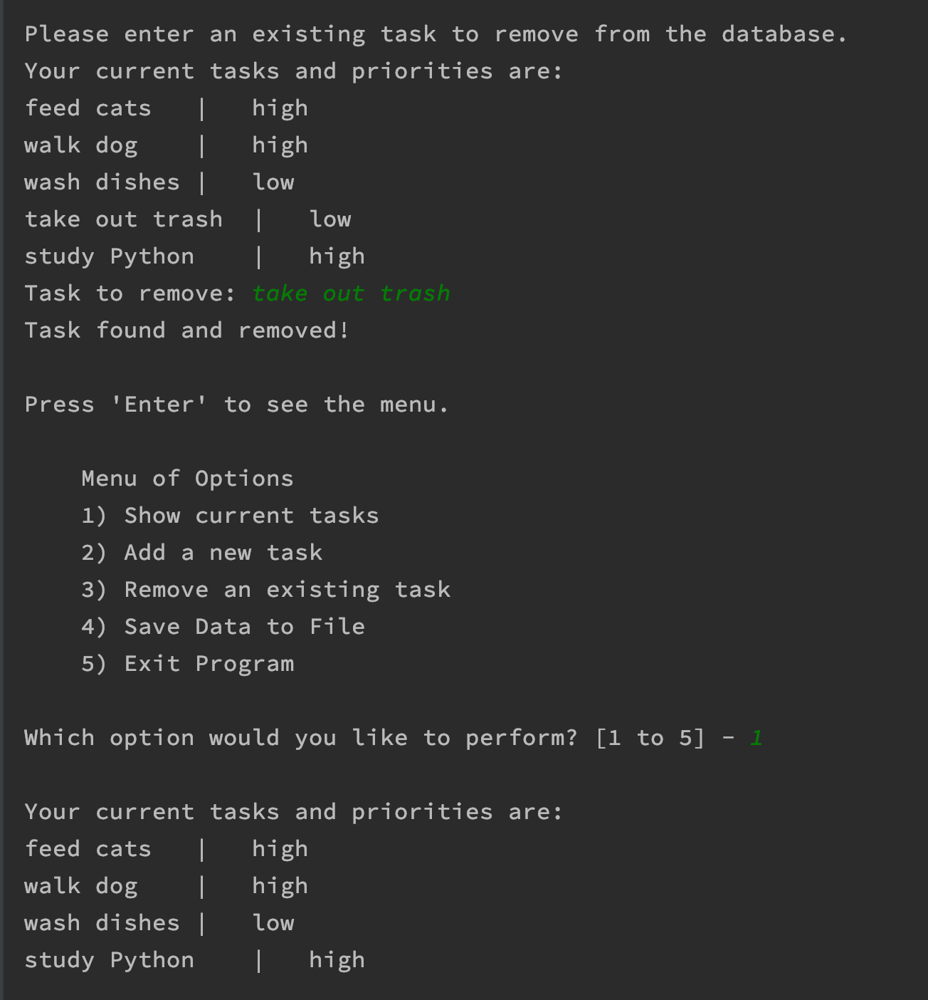 Please enter an existing task to remove from the database.
Your current tasks and priorities are:
feed cats   |   high
walk dog    |   high
wash dishes |   low
take out trash  |   low
study Python    |   high
Task to remove: take out trash
Task found and removed!

Press 'Enter' to see the menu.

    Menu of Options
    1) Show current tasks
    2) Add a new task
    3) Remove an existing task
    4) Save Data to File
    5) Exit Program

Which option would you like to perform? [1 to 5] - 1

Your current tasks and priorities are:
feed cats   |   high
walk dog    |   high
wash dishes |   low
study Python    |   high